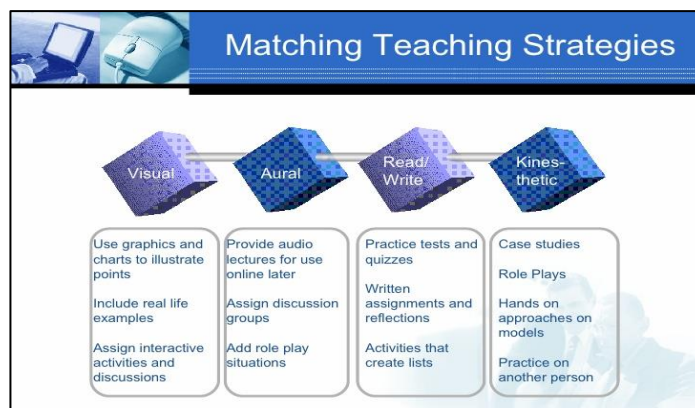 Matching Teaching Strategies
Visual
Aural
Read/
Write
Kines-
thetic
Use graphics and
charts to illustrate
points
Include real life
examples
Assign interactive
activities and
discussions
Provide audio
lectures for use
online later
Assign discussion
groups
Add role play
situations
Practice tests and
quizzes
Written
assignments and
reflections
Activities that
create lists
Case studies
Role Plays
Hands on
approaches on
models
Practice on
another person